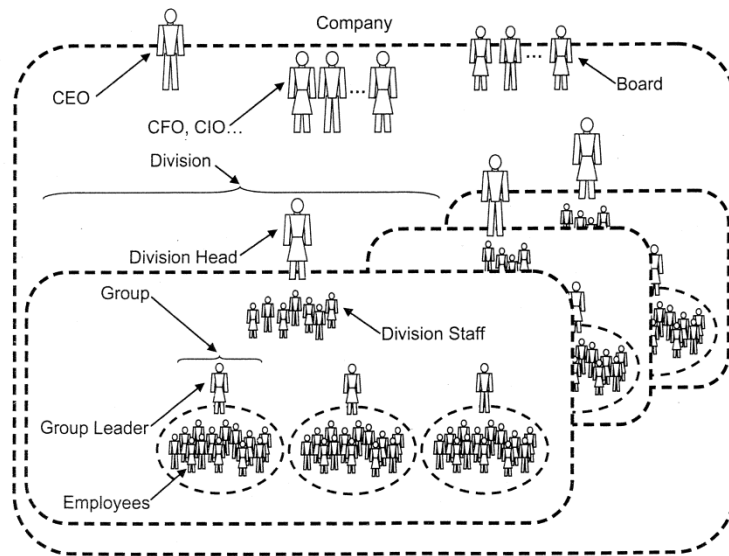 Company
CEO
CFO, CIO...
Board
Division
Division Head
Group
Division Staff
Group Leader
Employees